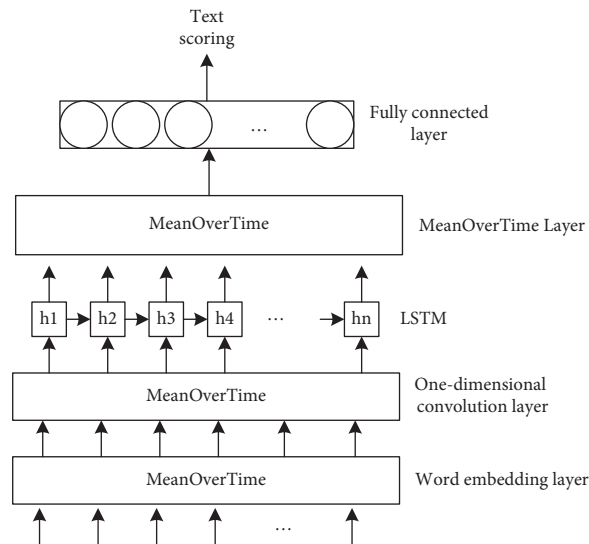 Text
scoring
...
Fully connected
layer
MeanOverTime
MeanOverTime Layer
h1
h2
h3
h4
...
hn
LSTM
MeanOverTime
One-dimensional
convolution layer
MeanOverTime
Word embedding layer
...